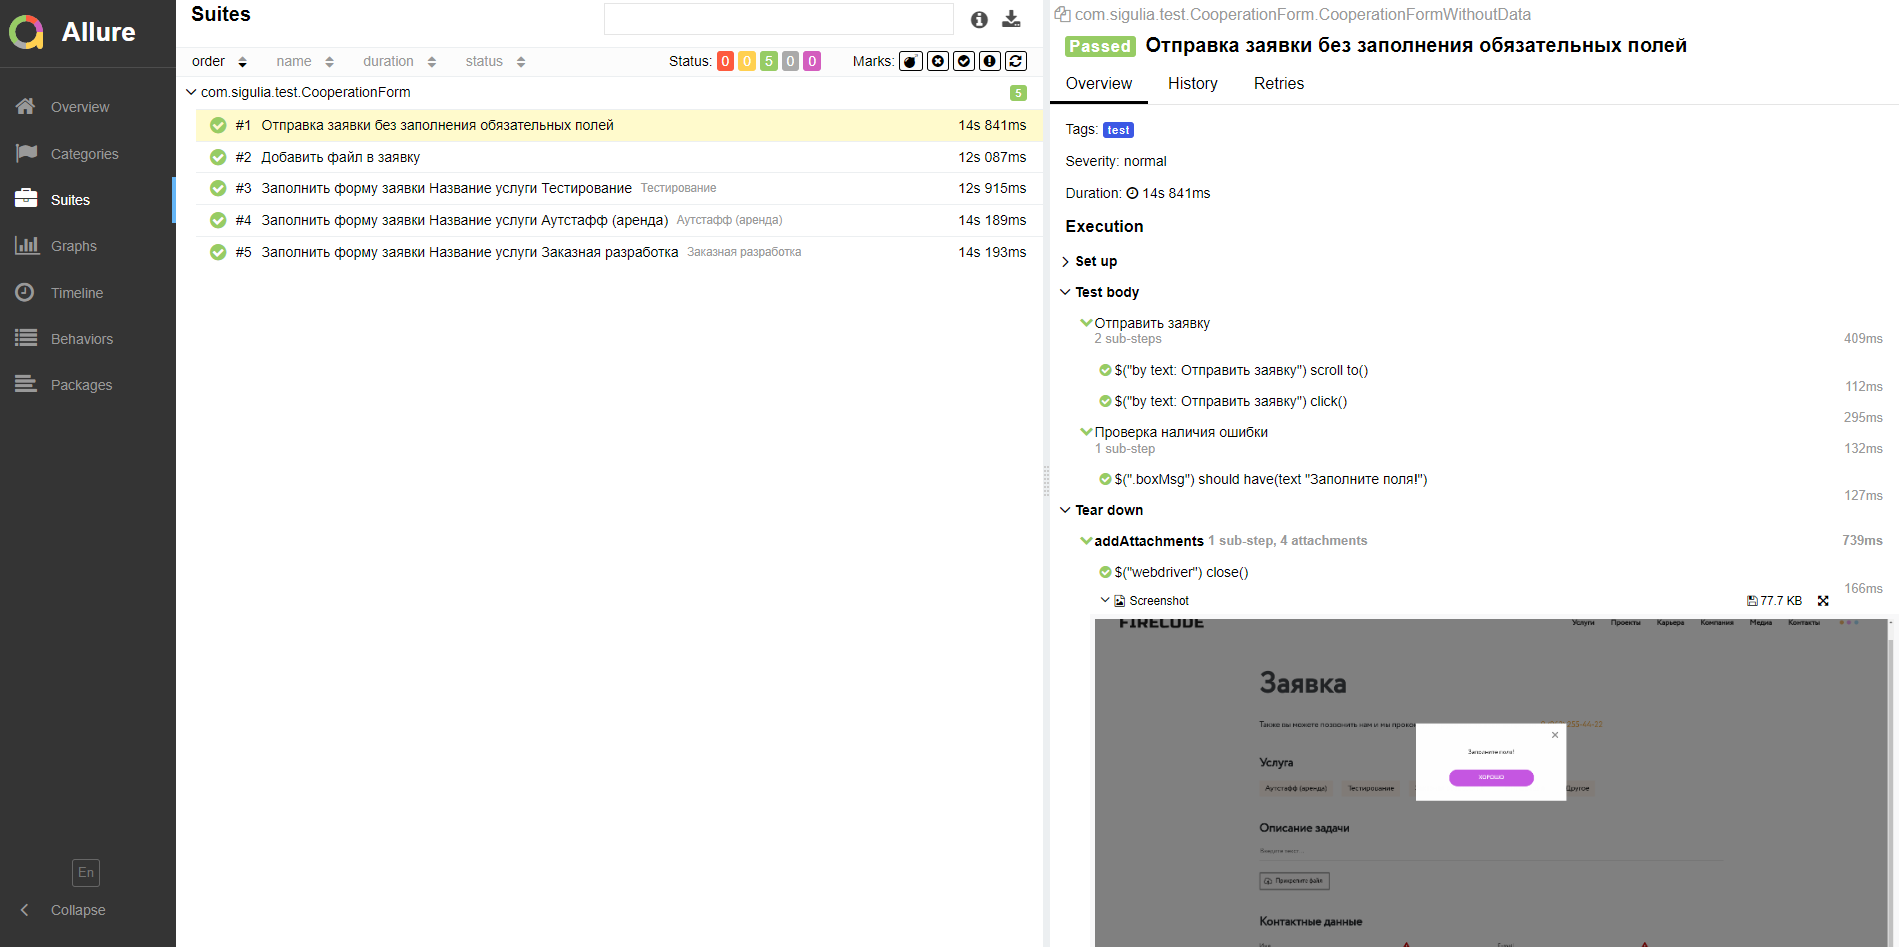 Allure
Overview
Categories
Suites
Graphs
Timeline
Behaviors
Packages
En
Collapse
Suites
order name duration status Status: 0 0 5 0 0 Marks:
com.sigulia.test.CooperationForm 5
#1 Отправка заявки без заполнения обязательных полей 14s 841ms
#2 Добавить файл в заявку 12s 087ms
#3 Заполнить форму заявки Название услуги Тестирование Тестирование 12s 915ms
#4 Заполнить форму заявки Название услуги Аутстафф (аренда) Аутстафф (аренда) 14s 189ms
#5 Заполнить форму заявки Название услуги Заказная разработка Заказная разработка 14s 193ms
com.sigulia.test.CooperationForm.CooperationFormWithoutData
Passed Отправка заявки без заполнения обязательных полей
Overview History Retries
Tags: test
Severity: normal
Duration: 14s 841ms
Execution
Set up
Test body
Отправить заявку
2 sub-steps 409ms
$("by text: Отправить заявку") scroll to()
112ms
$("by text: Отправить заявку") click()
295ms
Проверка наличия ошибки
1 sub-step 132ms
$(".boxMsg") should have(text "Заполните поля!")
127ms
Tear down
addAttachments 1 sub-step, 4 attachments 739ms
$("webdriver") close()
166ms
Screenshot 77.7 KB
FIRECODE Услуги Проекты Карьера Компания Медиа Контакты
Заявка
Также вы можете позвонить нам и мы
Заполните поля!
ХОРОШО
Услуга
Аутстафф (аренда) Тестирование Другое
Описание задачи
Введите текст...
Прикрепите файл
Контактные данные